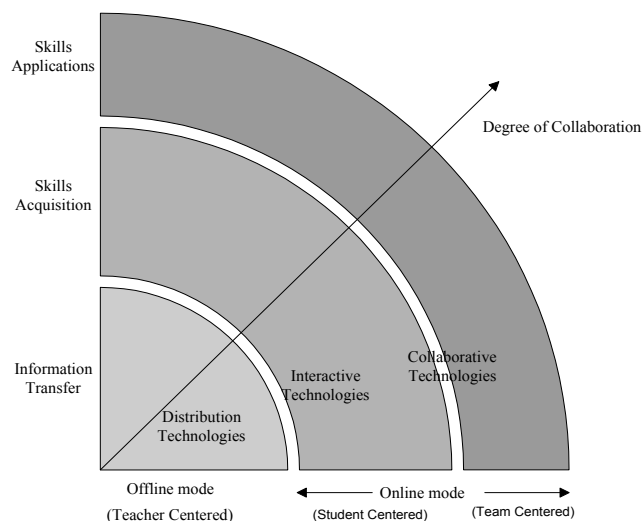 Skills
Applications
Degree of Collaboration
Skills
Acquisition
Information
Transfer
Collaborative
Technologies
Interactive
Technologies
Distribution
Technologies
Offline mode
Online mode
(Teacher Centered)
(Student Centered)
(Team Centered)